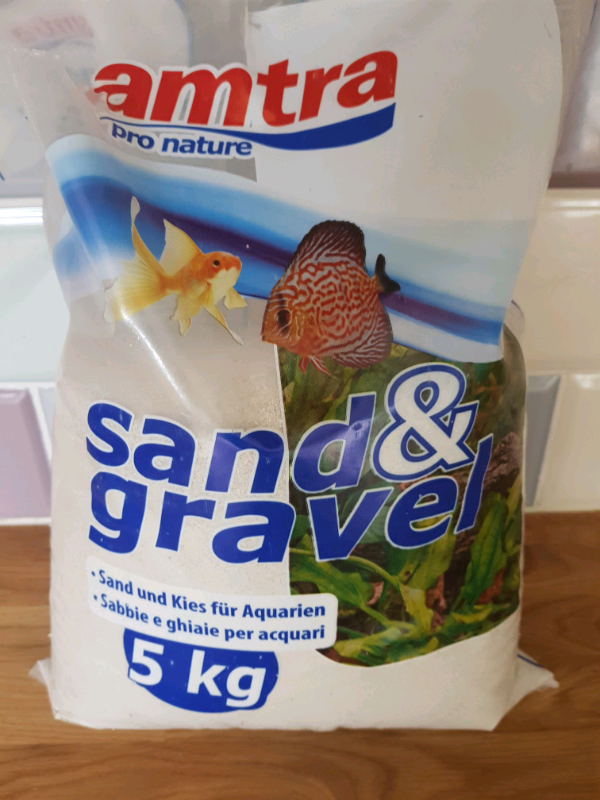 amtra
pro nature
sand &
gravel
• Sand und Kies für Aquarien
• Sabbie e ghiaie per acquari
5 kg